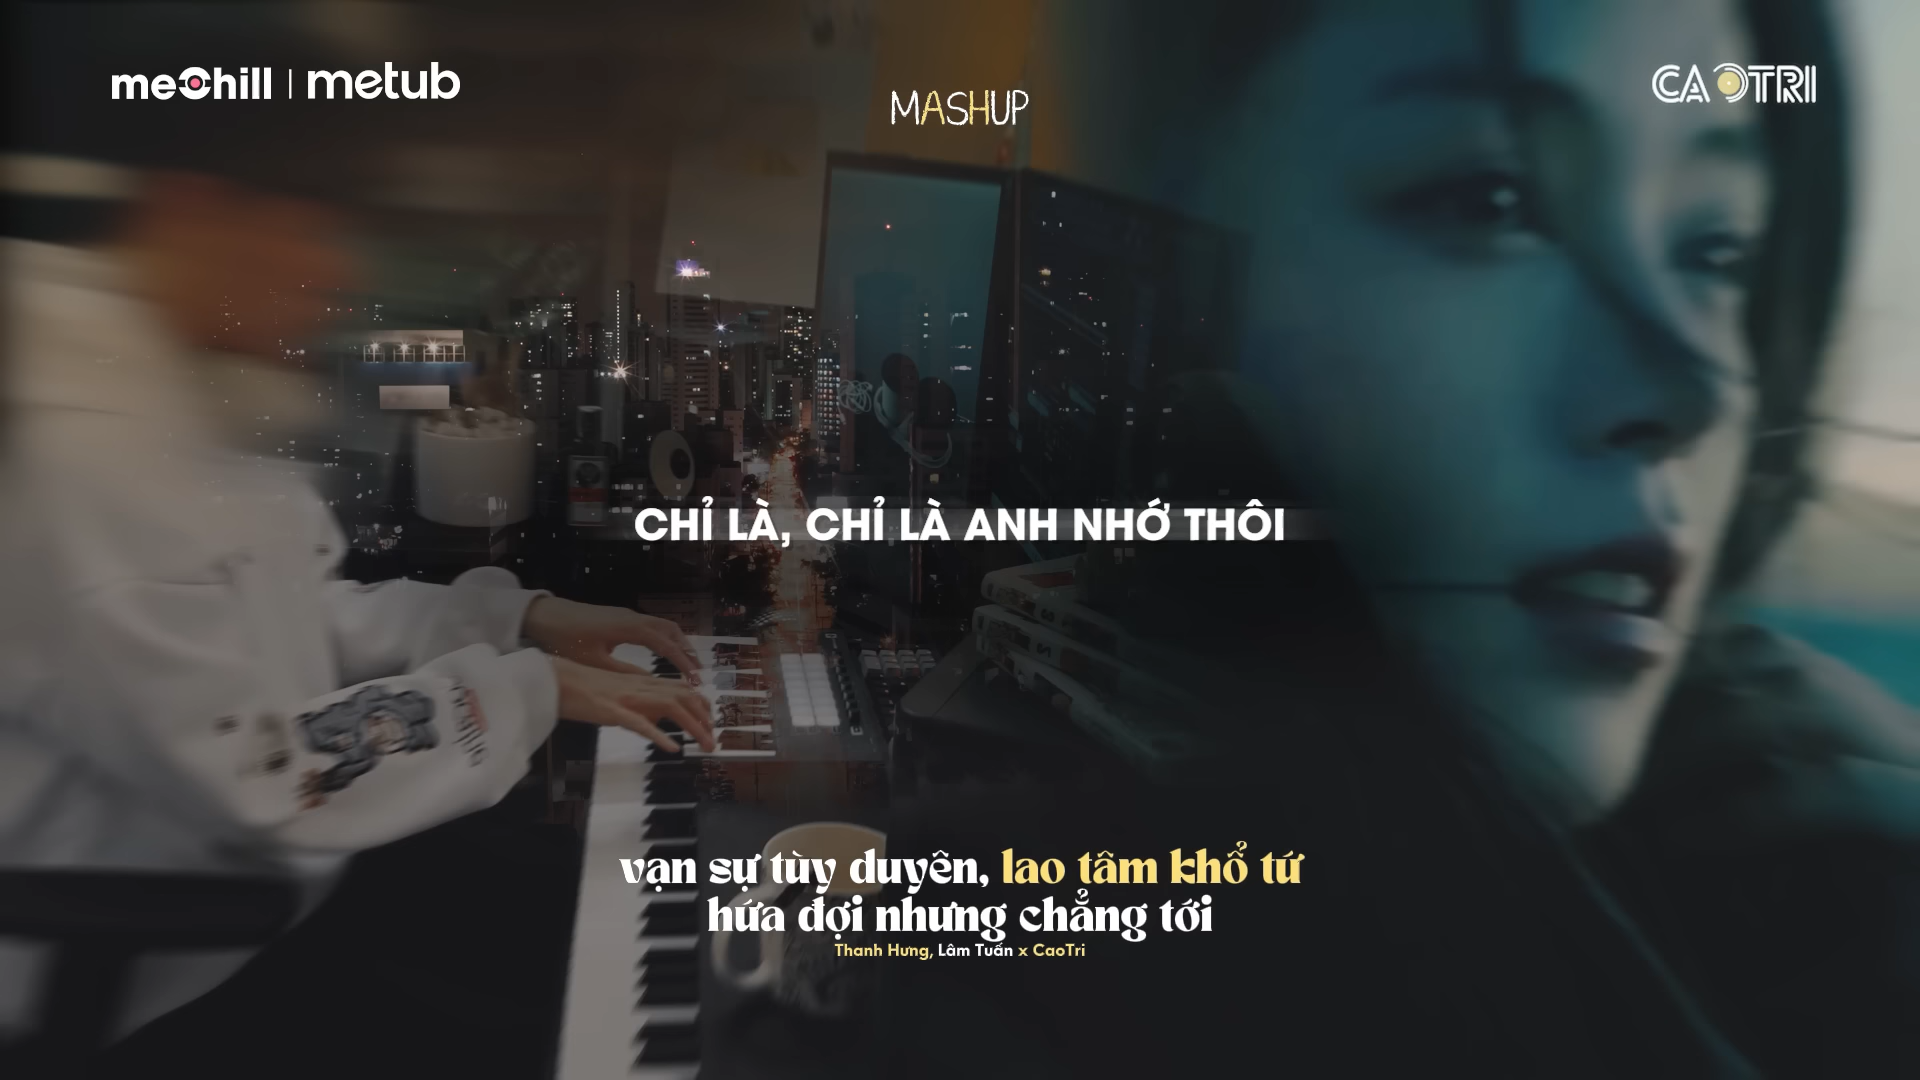 mechill | metub
MASHUP
CAOTRI
CHỈ LÀ, CHỈ LÀ ANH NHỚ THÔI
vạn sự tùy duyên, lao tâm khổ tứ
hứa đợi nhưng chẳng tới
Thanh Hưng, Lâm Tuấn x CaoTri